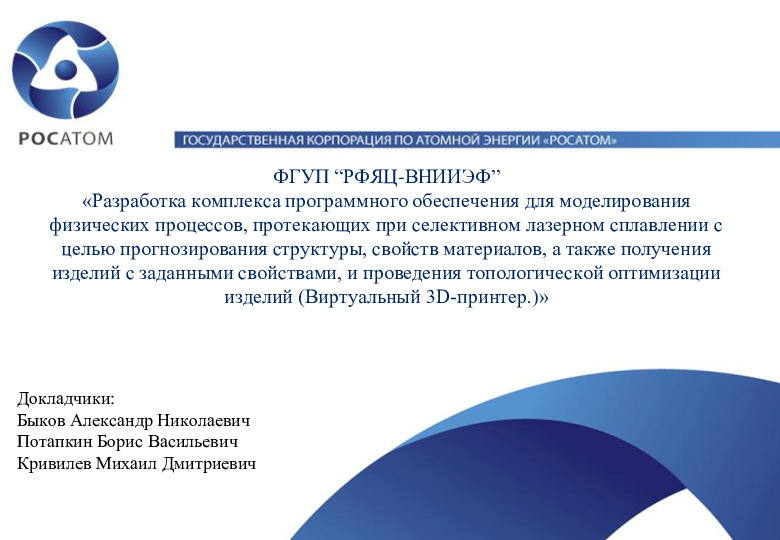 РОСАТОМ
ГОСУДАРСТВЕННАЯ КОРПОРАЦИЯ ПО АТОМНОЙ ЭНЕРГИИ «РОСАТОМ»
ФГУП “РФЯЦ-ВНИИЭФ”
«Разработка комплекса программного обеспечения для моделирования
физических процессов, протекающих при селективном лазерном сплавлении с
целью прогнозирования структуры, свойств материалов, а также получения
изделий с заданными свойствами, и проведения топологической оптимизации
изделий (Виртуальный 3D-принтер.)»
Докладчики:
Быков Александр Николаевич
Потапкин Борис Васильевич
Кривилев Михаил Дмитриевич